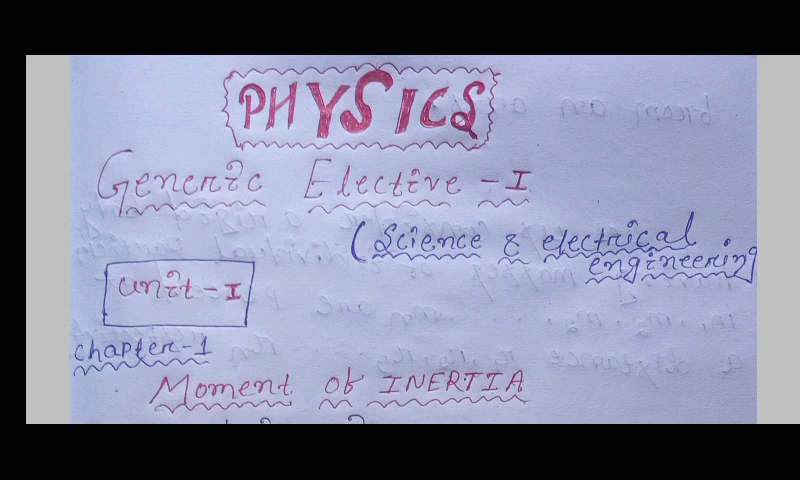 PHYSICS
Generic Elective - I
(Science & electrical
engineering
unit - I
chapter-1
Moment of INERTIA